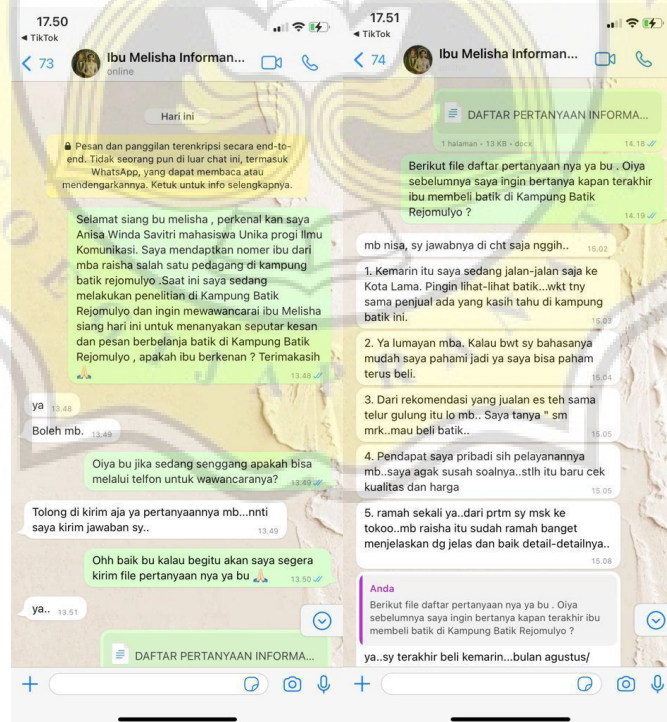 17.50
◄ TikTok
73
Ibu Melisha Informan...
online
Hari ini
Pesan dan panggilan terenkripsi secara end-to-
end. Tidak seorang pun di luar chat ini, termasuk
WhatsApp, yang dapat membaca atau
mendengarkannya. Ketuk untuk info selengkapnya.
Selamat siang bu melisha , perkenal kan saya
Anisa Winda Savitri mahasiswa Unika progi Ilmu
Komunikasi. Saya mendaptkan nomer ibu dari
mba raisha salah satu pedagang di kampung
batik rejomulyo .Saat ini saya sedang
melakukan penelitian di Kampung Batik
Rejomulyo dan ingin mewawancarai ibu Melisha
siang hari ini untuk menanyakan seputar kesan
dan pesan berbelanja batik di Kampung Batik
Rejomulyo , apakah ibu berkenan ? Terimakasih
🙏🏻
13.48
ya 13.48
Boleh mb. 13.49
Oiya bu jika sedang senggang apakah bisa
melalui telfon untuk wawancaranya? 13.49
Tolong di kirim aja ya pertanyaannya mb...nnti
saya kirim jawaban sy.. 13.49
Ohh baik bu kalau begitu akan saya segera
kirim file pertanyaan nya ya bu 🙏🏻 13.50
ya.. 13.51
DAFTAR PERTANYAAN INFORMA...
17.51
◄ TikTok
74
Ibu Melisha Informan...
DAFTAR PERTANYAAN INFORMA...
1 halaman • 13 KB • docx 14.18
Berikut file daftar pertanyaan nya ya bu . Oiya
sebelumnya saya ingin bertanya kapan terakhir
ibu membeli batik di Kampung Batik
Rejomulyo ? 14.19
mb nisa, sy jawabnya di cht saja nggih.. 15.02
1. Kemarin itu saya sedang jalan-jalan saja ke
Kota Lama. Pingin lihat-lihat batik...wkt tny
sama penjual ada yang kasih tahu di kampung
batik ini. 15.03
2. Ya lumayan mba. Kalau bwt sy bahasanya
mudah saya pahami jadi ya saya bisa paham
terus beli. 15.04
3. Dari rekomendasi yang jualan es teh sama
telur gulung itu lo mb.. Saya tanya " sm
mrk..mau beli batik.. 15.05
4. Pendapat saya pribadi sih pelayanannya
mb..saya agak susah soalnya..stlh itu baru cek
kualitas dan harga 15.05
5. ramah sekali ya..dari prtm sy msk ke
tokoo..mb raisha itu sudah ramah banget
menjelaskan dg jelas dan baik detail-detailnya..
15.08
Anda
Berikut file daftar pertanyaan nya ya bu . Oiya
sebelumnya saya ingin bertanya kapan terakhir ibu
membeli batik di Kampung Batik Rejomulyo ?
ya..sy terakhir beli kemarin...bulan agustus/